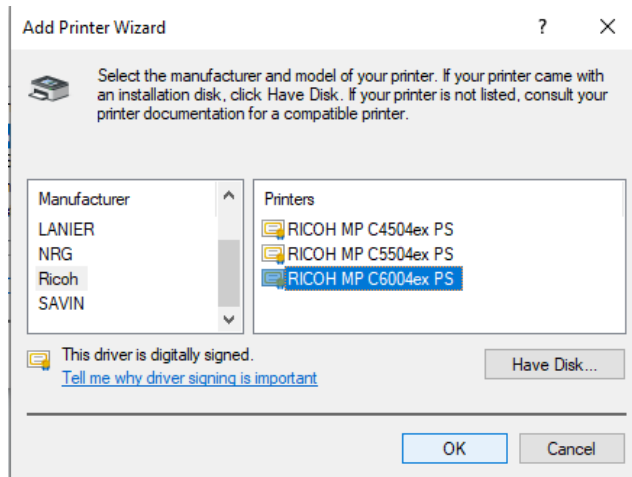 Add Printer Wizard
?
Select the manufacturer and model of your printer. If your printer came with
an installation disk, click Have Disk. If your printer is not listed, consult your
printer documentation for a compatible printer.
Manufacturer
LANIER
NRG
Ricoh
SAVIN
Printers
RICOH MP C4504ex PS
RICOH MP C5504ex PS
RICOH MP C6004ex PS
This driver is digitally signed.
Tell me why driver signing is important
Have Disk...
OK
Cancel